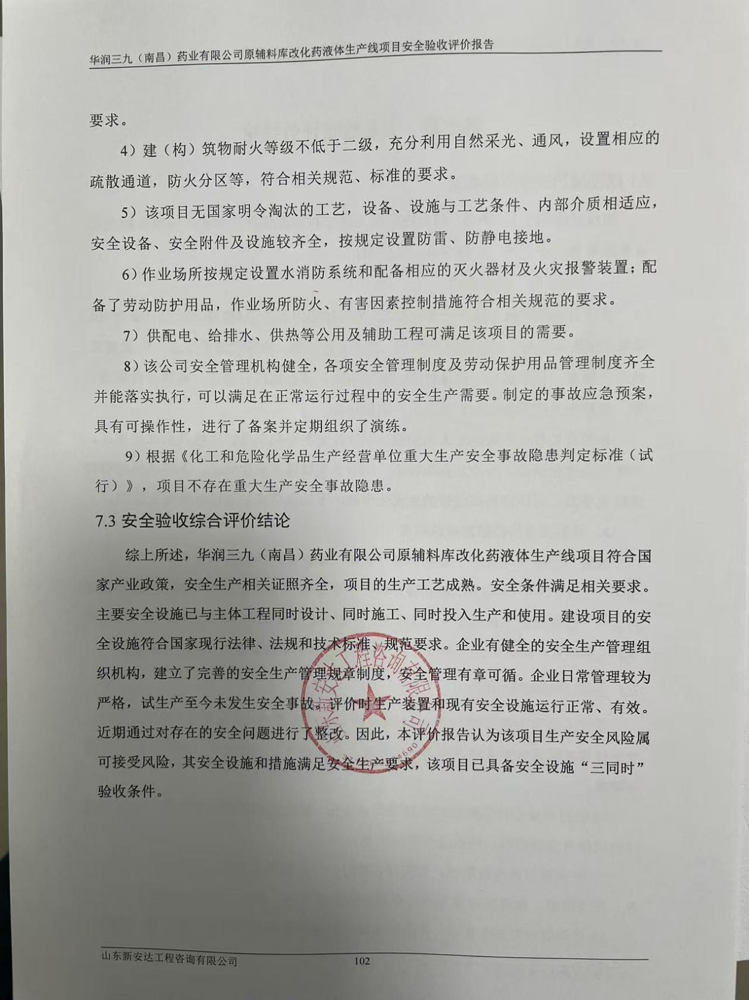 华润三九（南昌）药业有限公司原辅料库改化药液体生产线项目安全验收评价报告
要求。
4）建（构）筑物耐火等级不低于二级，充分利用自然采光、通风，设置相应的
疏散通道，防火分区等，符合相关规范、标准的要求。
5）该项目无国家明令淘汰的工艺，设备、设施与工艺条件、内部介质相适应，
安全设备、安全附件及设施较齐全，按规定设置防雷、防静电接地。
6）作业场所按规定设置水消防系统和配备相应的灭火器材及火灾报警装置；配
备了劳动防护用品，作业场所防火、有害因素控制措施符合相关规范的要求。
7）供配电、给排水、供热等公用及辅助工程可满足该项目的需要。
8）该公司安全管理机构健全，各项安全管理制度及劳动保护用品管理制度齐全
并能落实执行，可以满足在正常运行过程中的安全生产需要。制定的事故应急预案，
具有可操作性，进行了备案并定期组织了演练。
9）根据《化工和危险化学品生产经营单位重大生产安全事故隐患判定标准（试
行）》，项目不存在重大生产安全事故隐患。
7.3 安全验收综合评价结论
综上所述，华润三九（南昌）药业有限公司原辅料库改化药液体生产线项目符合国
家产业政策，安全生产相关证照齐全，项目的生产工艺成熟。安全条件满足相关要求。
主要安全设施已与主体工程同时设计、同时施工、同时投入生产和使用。建设项目的安
全设施符合国家现行法律、法规和技术标准、规范要求。企业有健全的安全生产管理组
织机构，建立了完善的安全生产管理规章制度，安全管理有章可循。企业日常管理较为
严格，试生产至今未发生安全事故。评价时生产装置和现有安全设施运行正常、有效。
近期通过对存在的安全问题进行了整改。因此，本评价报告认为该项目生产安全风险属
可接受风险，其安全设施和措施满足安全生产要求，该项目已具备安全设施“三同时”
验收条件。
山东新安达工程咨询有限公司
山东新安达工程咨询有限公司
102